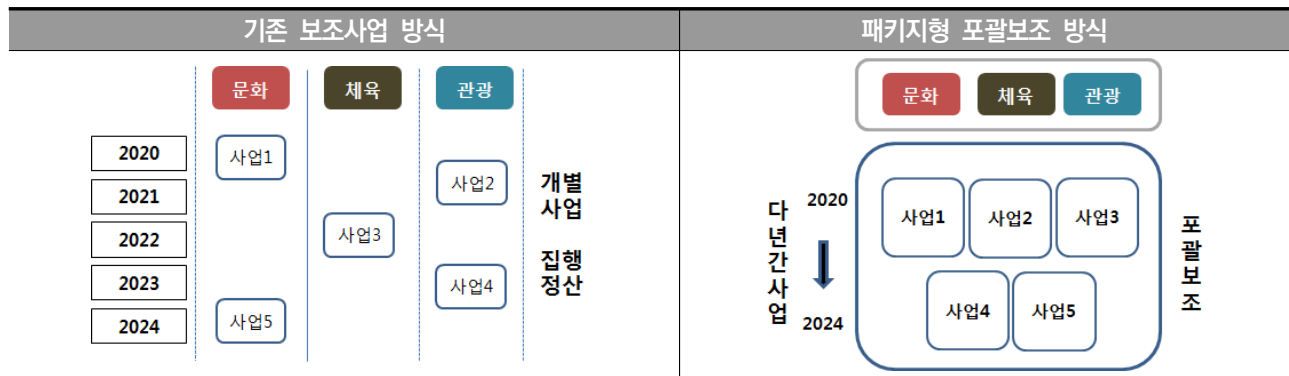 기존 보조사업 방식
패키지형 포괄보조 방식
문화
체육
관광
2020
2021
2022
2023
2024
사업1
사업2
사업3
사업4
사업5
개별
사업
집행
정산
문화
체육
관광
다년간사업
2020
2024
사업1
사업2
사업3
사업4
사업5
포괄보조